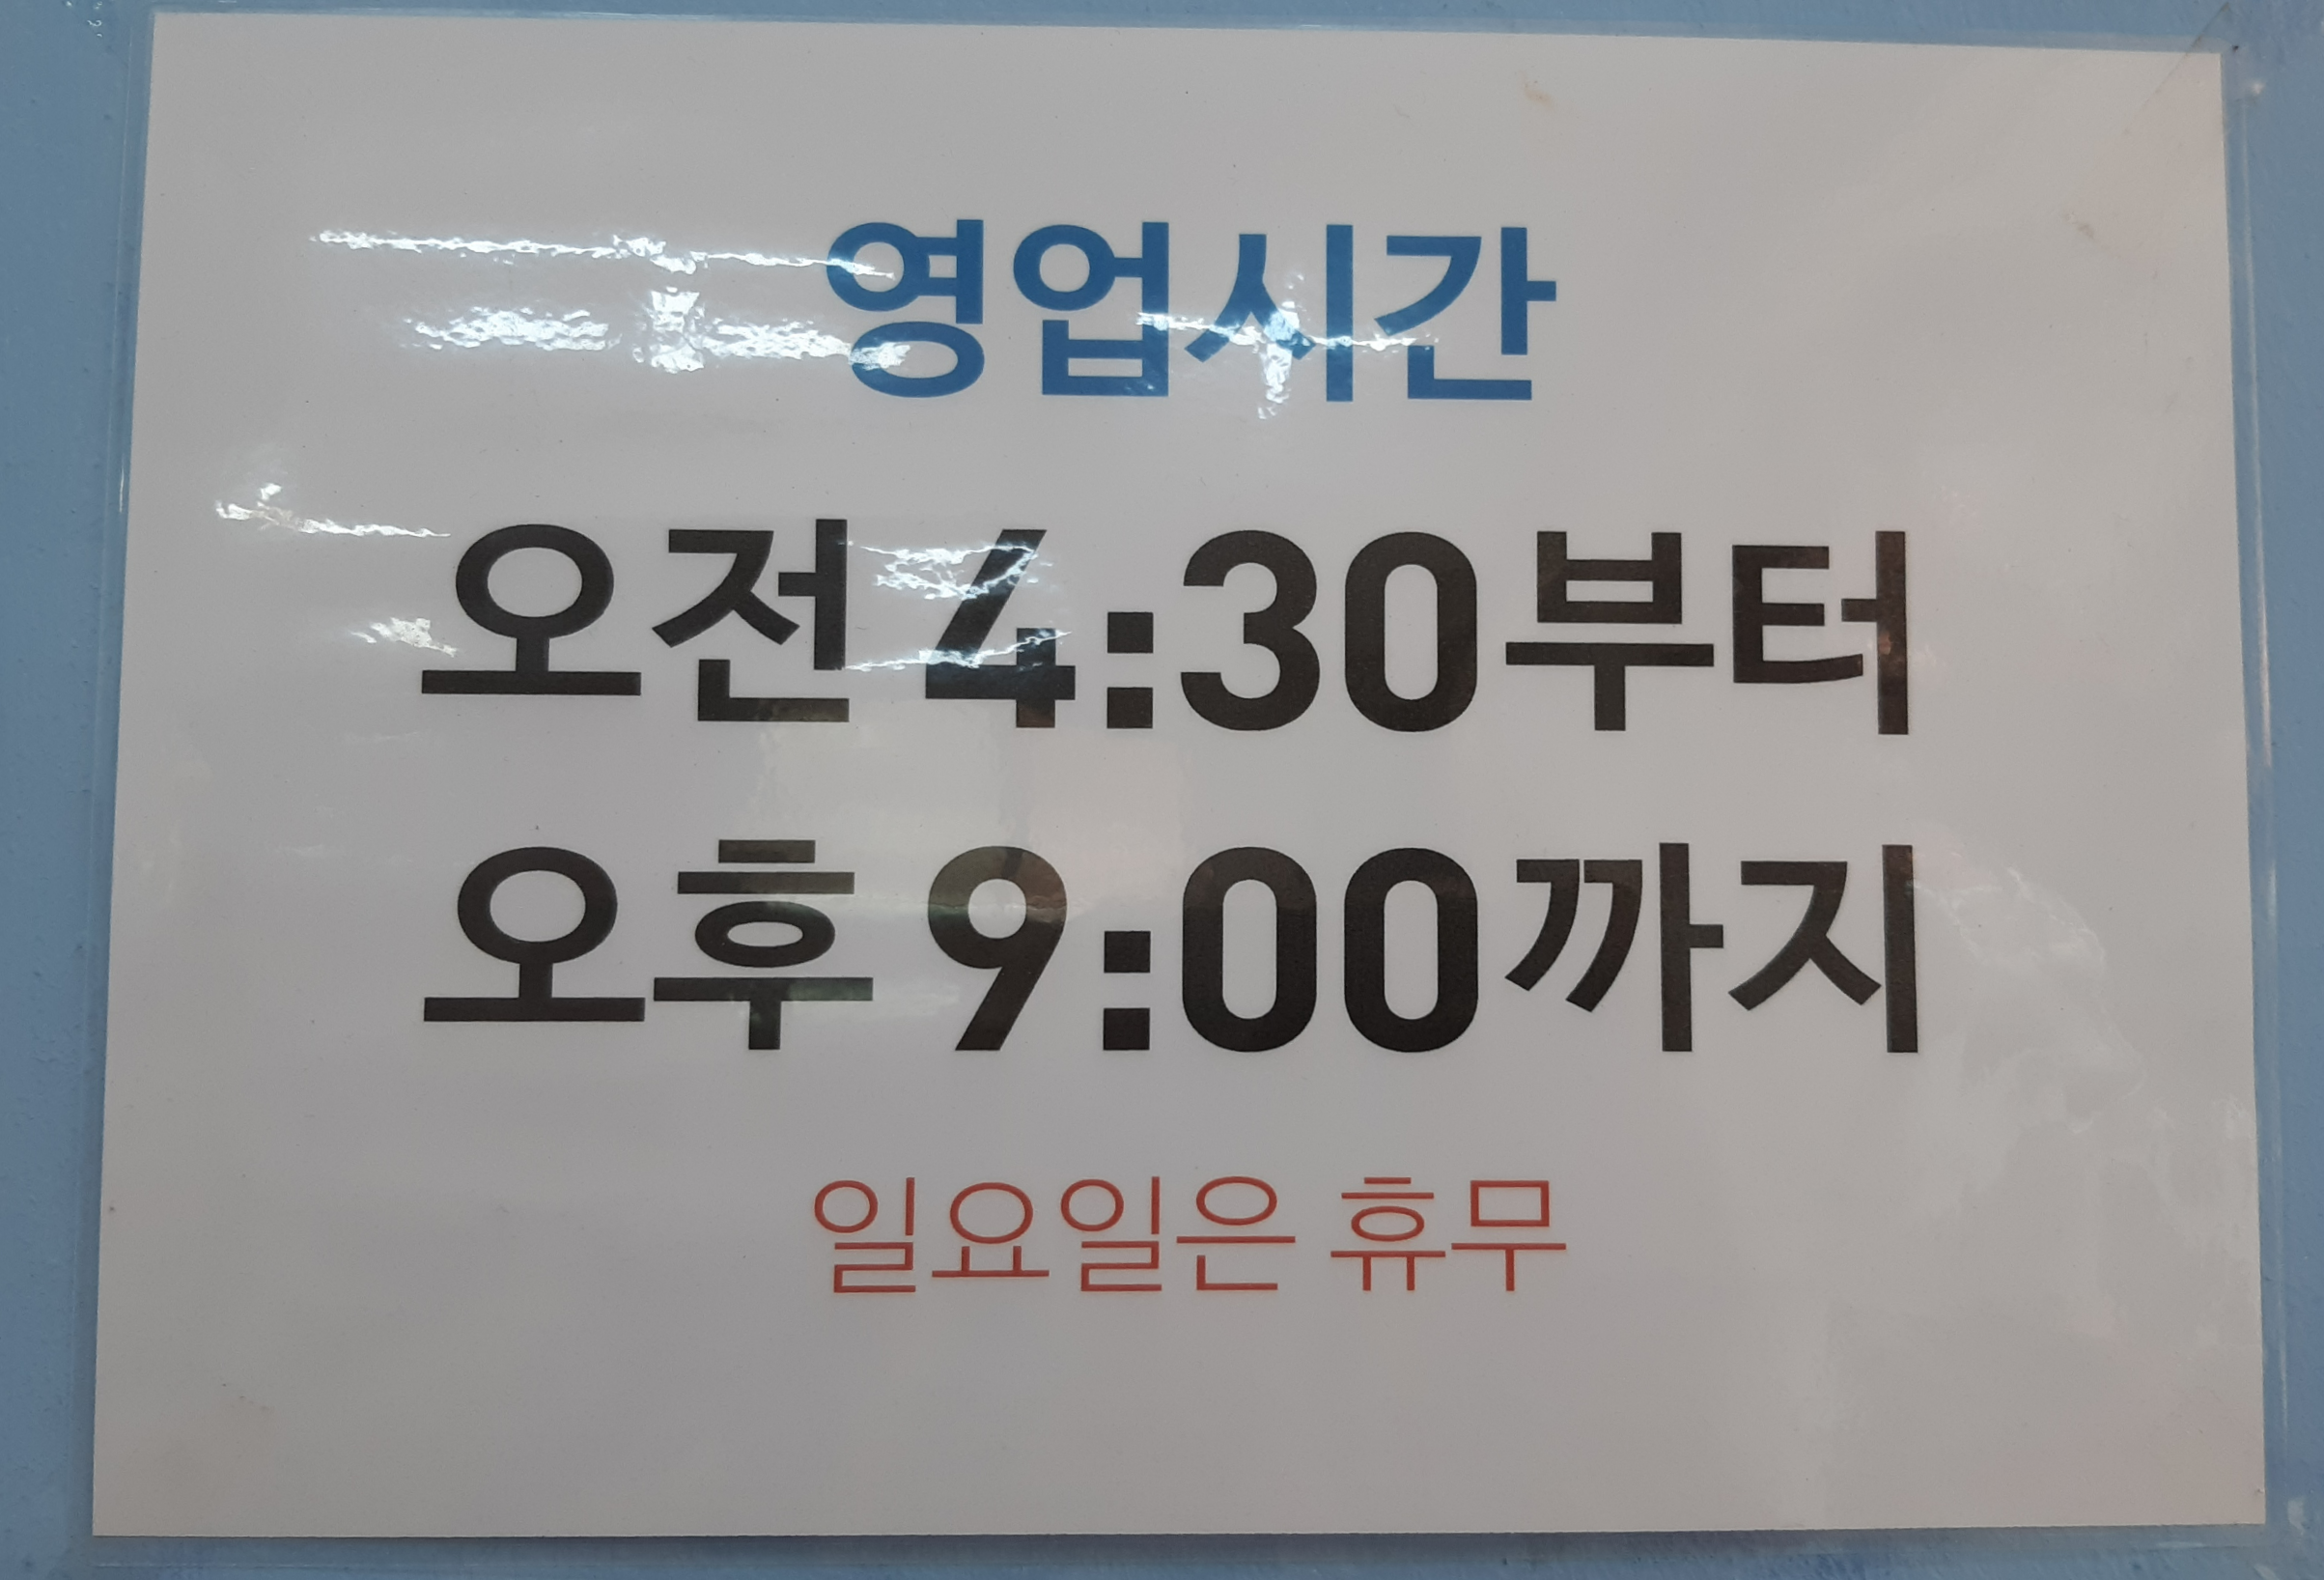 영업시간
오전 4:30부터
오후 9:00까지
일요일은 휴무